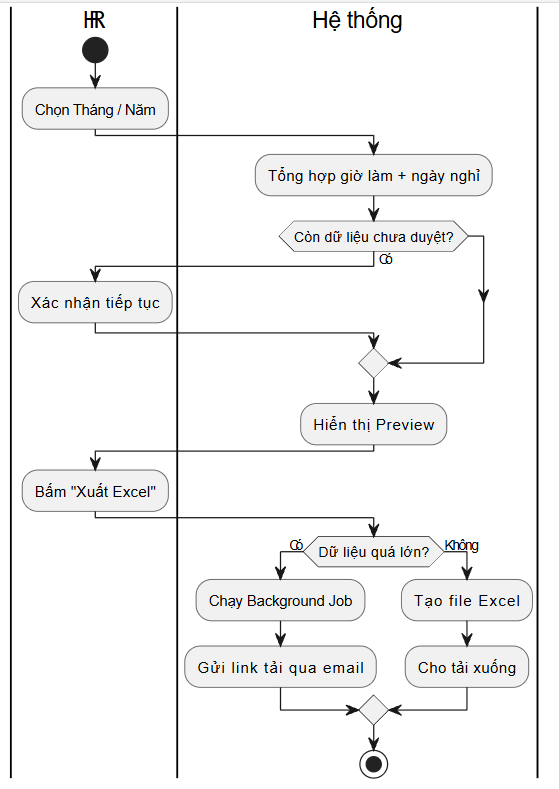 HR
Hệ thống
Chọn Tháng / Năm
Tổng hợp giờ làm + ngày nghỉ
Còn dữ liệu chưa duyệt?
Có
Xác nhận tiếp tục
Hiển thị Preview
Bấm "Xuất Excel"
Có
Dữ liệu quá lớn?
Không
Chạy Background Job
Tạo file Excel
Gửi link tải qua email
Cho tải xuống